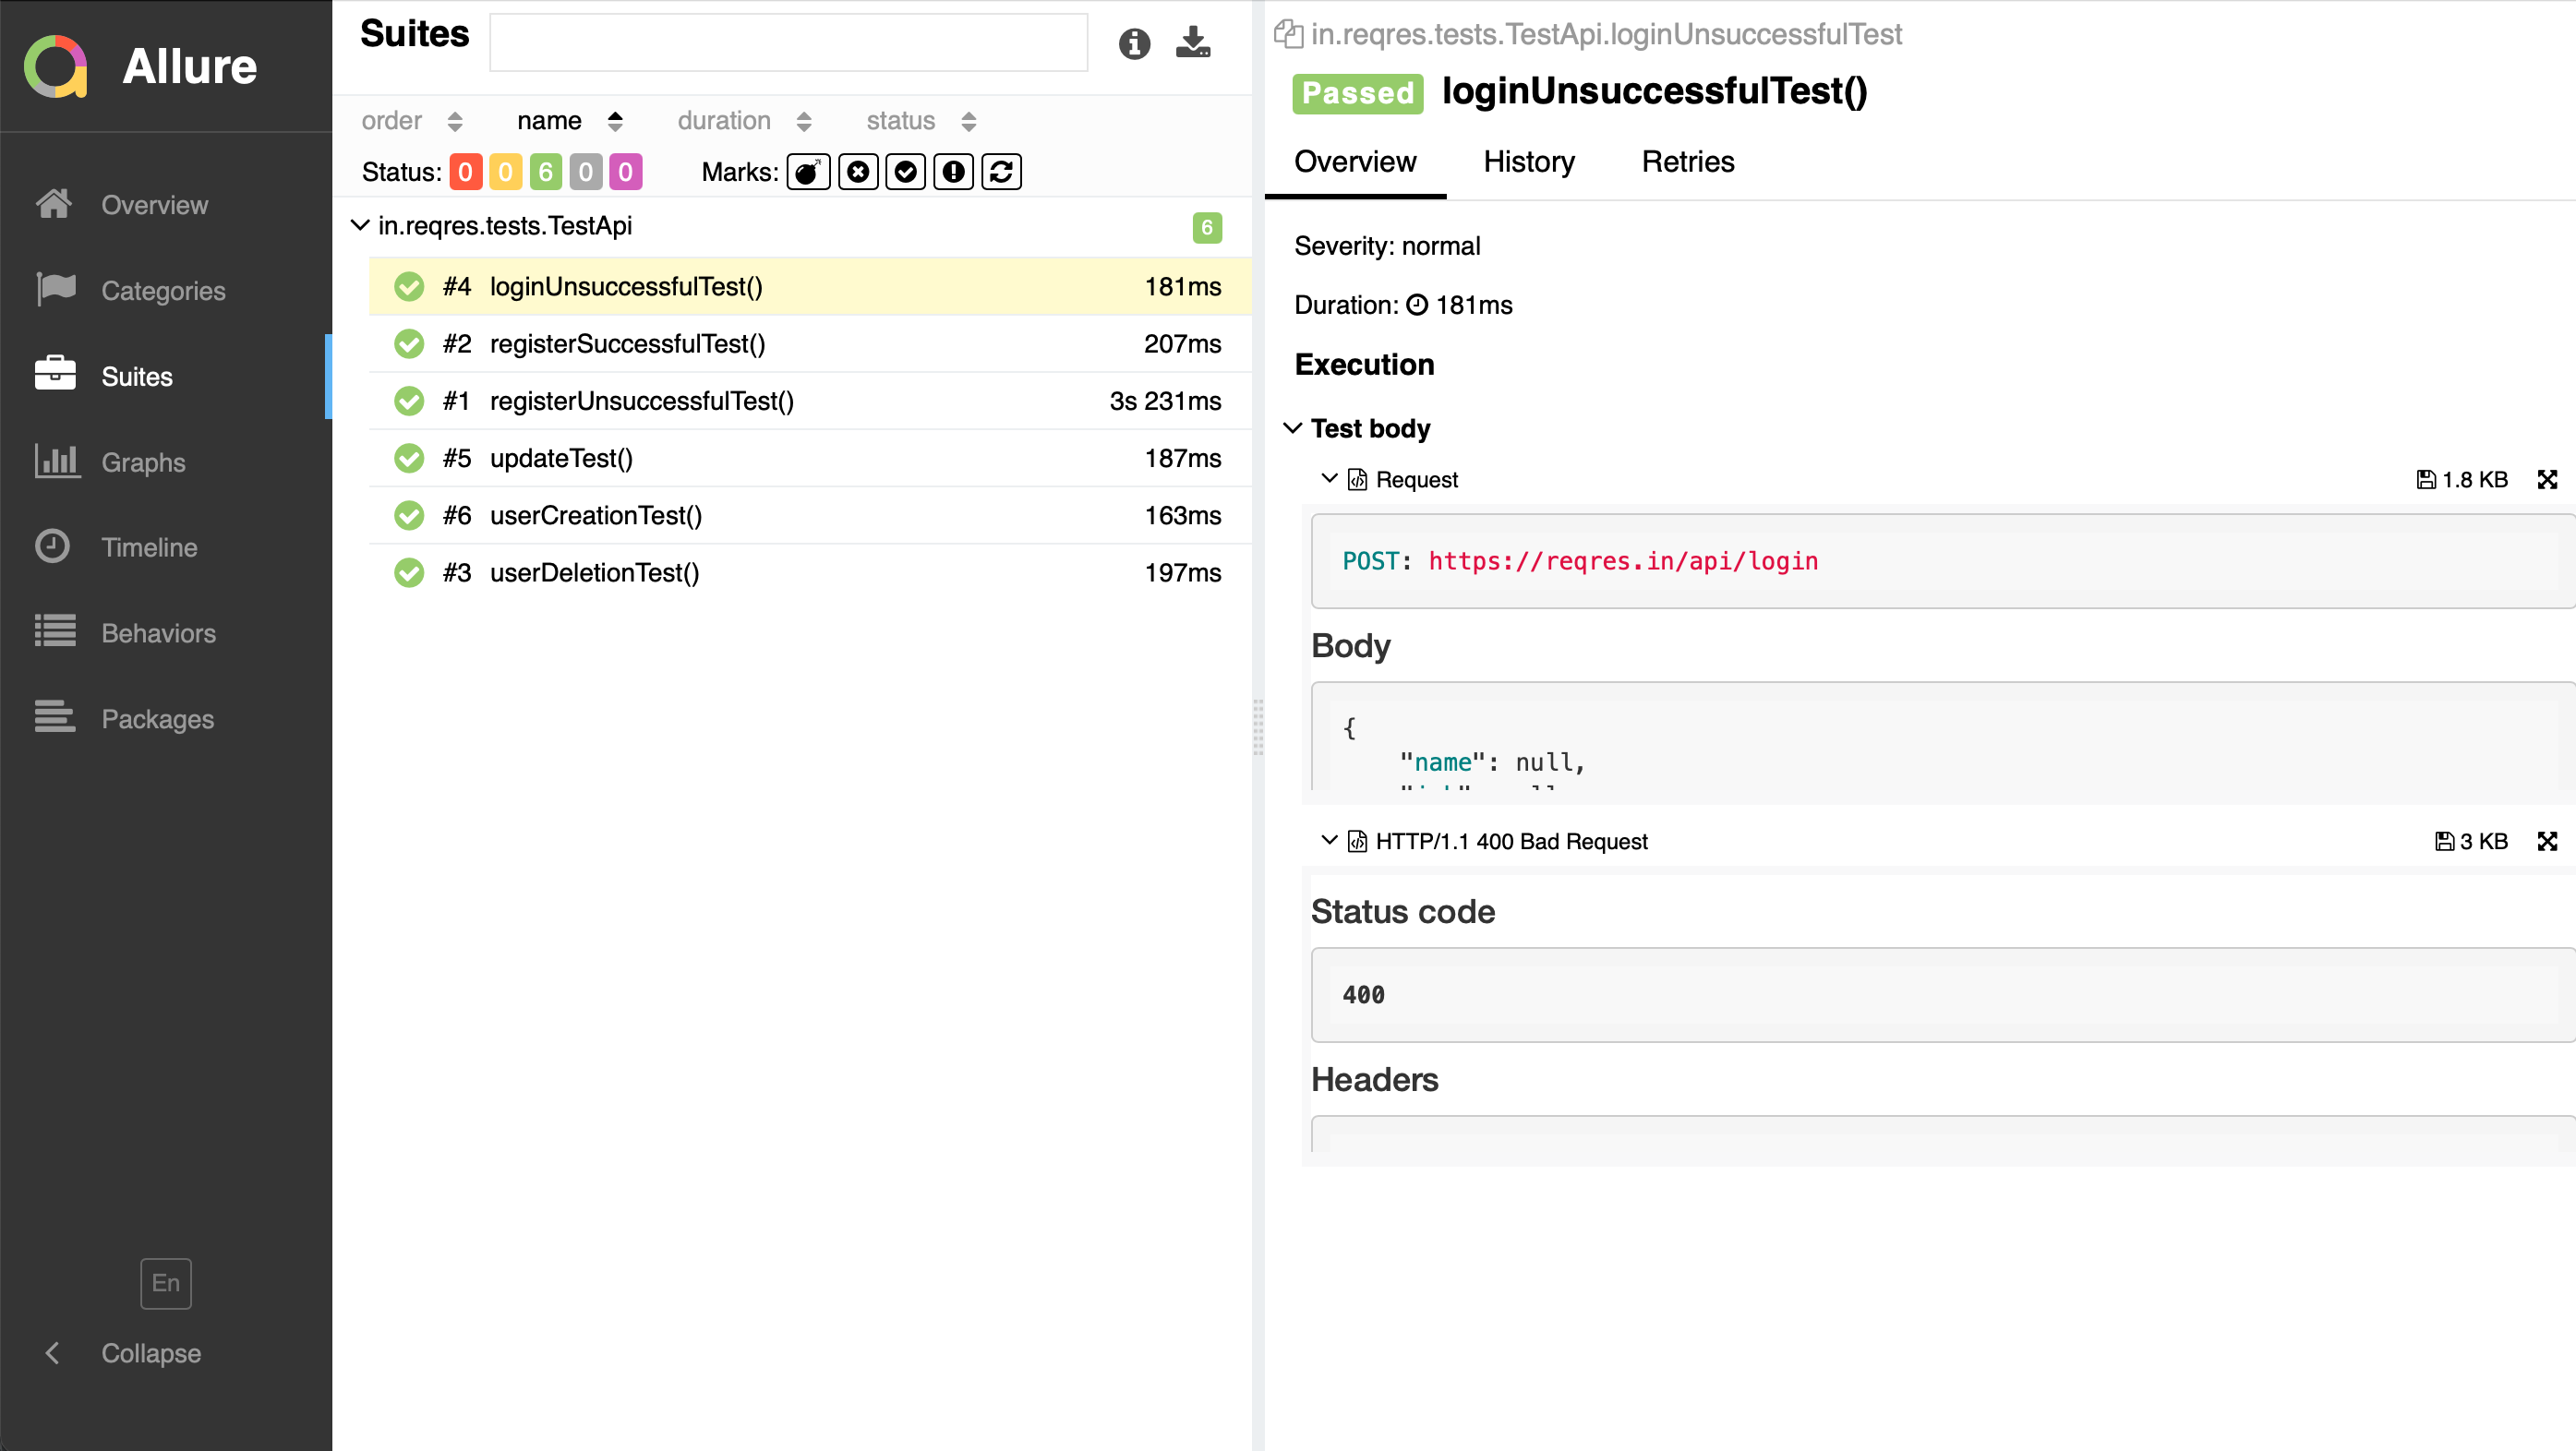 Allure
Overview
Categories
Suites
Graphs
Timeline
Behaviors
Packages
En
Collapse
Suites
order name duration status
Status: 0 0 6 0 0 Marks:
in.reqres.tests.TestApi 6
#4 loginUnsuccessfulTest() 181ms
#2 registerSuccessfulTest() 207ms
#1 registerUnsuccessfulTest() 3s 231ms
#5 updateTest() 187ms
#6 userCreationTest() 163ms
#3 userDeletionTest() 197ms
in.reqres.tests.TestApi.loginUnsuccessfulTest
Passed loginUnsuccessfulTest()
Overview History Retries
Severity: normal
Duration: 181ms
Execution
Test body
Request 1.8 KB
POST: https://reqres.in/api/login
Body
{
"name": null,
HTTP/1.1 400 Bad Request 3 KB
Status code
400
Headers